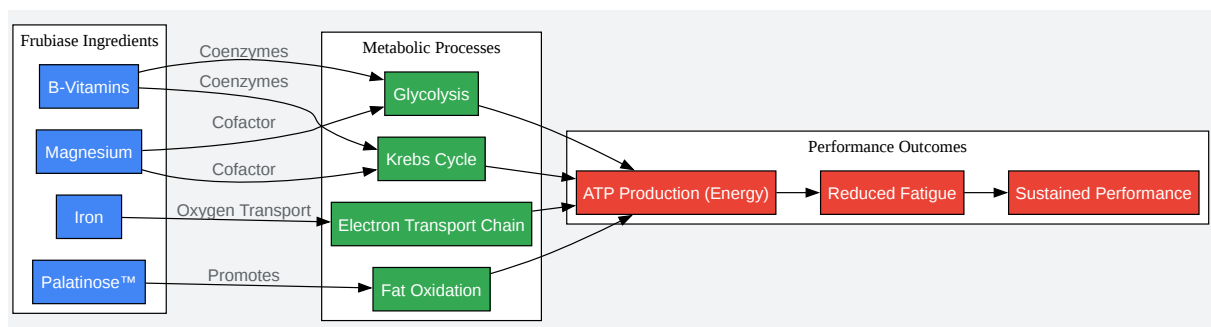 Frubiase Ingredients
B-Vitamins
Magnesium
Iron
Palatinose™
Coenzymes
Coenzymes
Cofactor
Cofactor
Oxygen Transport
Promotes
Metabolic Processes
Glycolysis
Krebs Cycle
Electron Transport Chain
Fat Oxidation
Performance Outcomes
ATP Production (Energy)
Reduced Fatigue
Sustained Performance